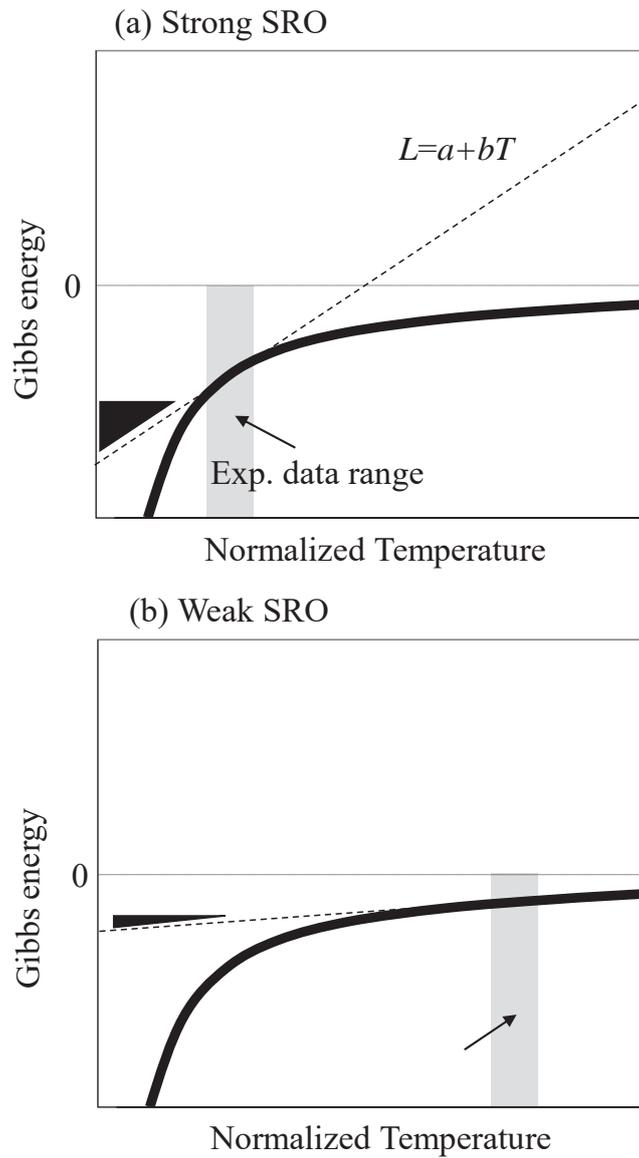 (a) Strong SRO
L=a+bT
Gibbs energy
0
Exp. data range
Normalized Temperature
(b) Weak SRO
Gibbs energy
0
Normalized Temperature